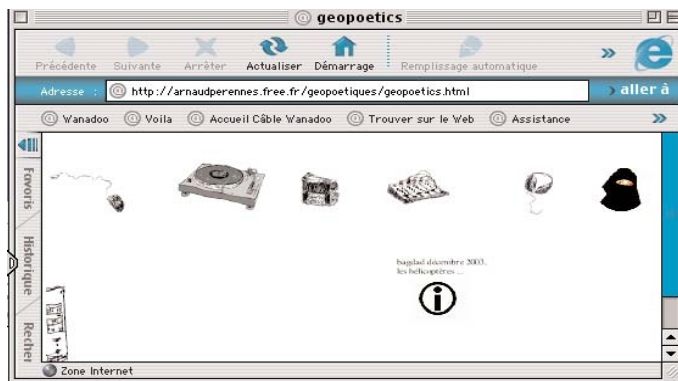 geopoetics
Précédente Suivante Arrêter Actualiser Démarrage Remplissage automatique
Adresse : http://arnaudperennes.free.fr/geopoetiques/geopoetics.html aller à
Wanadoo Voila Accueil Câble Wanadoo Trouver sur le Web Assistance
Favoris
Historique
Recher
bagdad décembre 2003,
les hélicoptères ...
Zone Internet